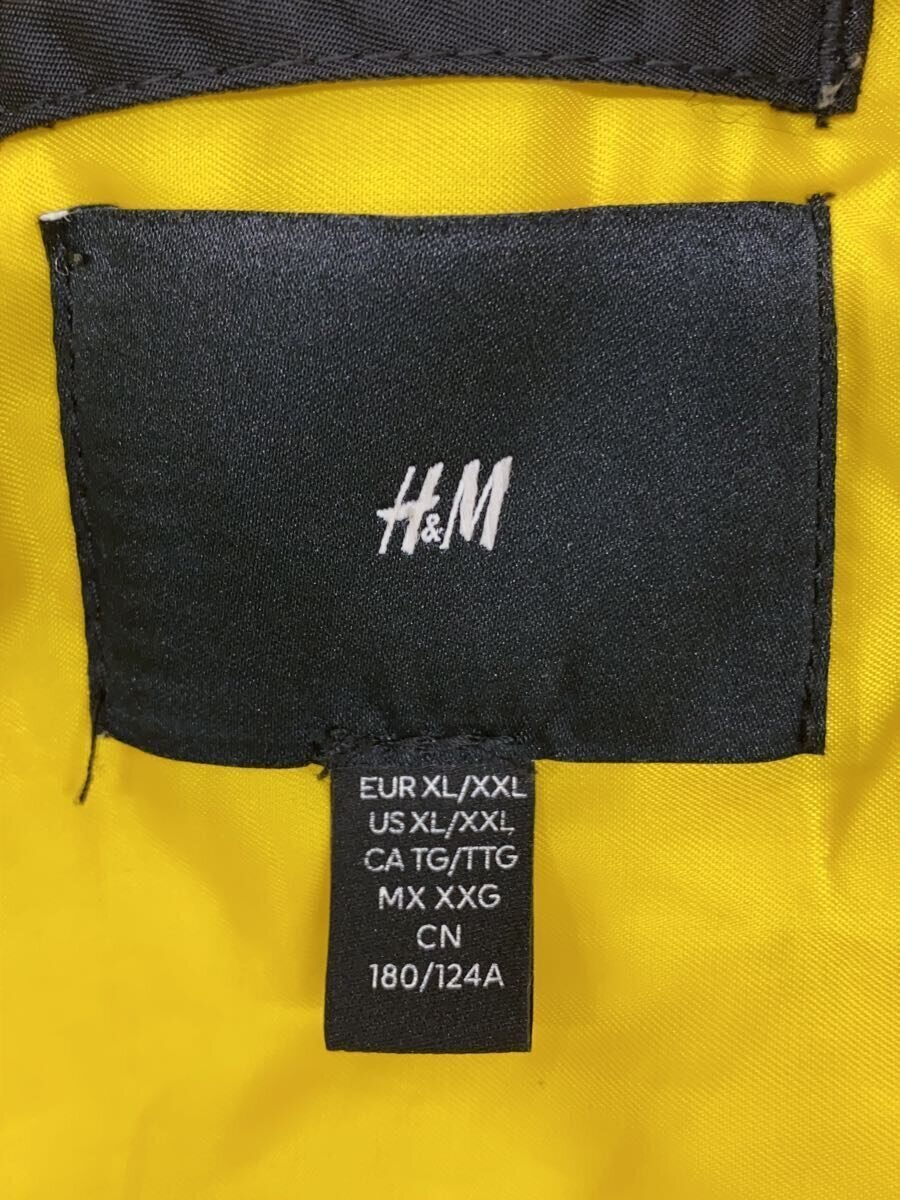 H&M
EUR XL/XXL
US XL/XXL
CA TG/TTG
MX XXG
CN
180/124A